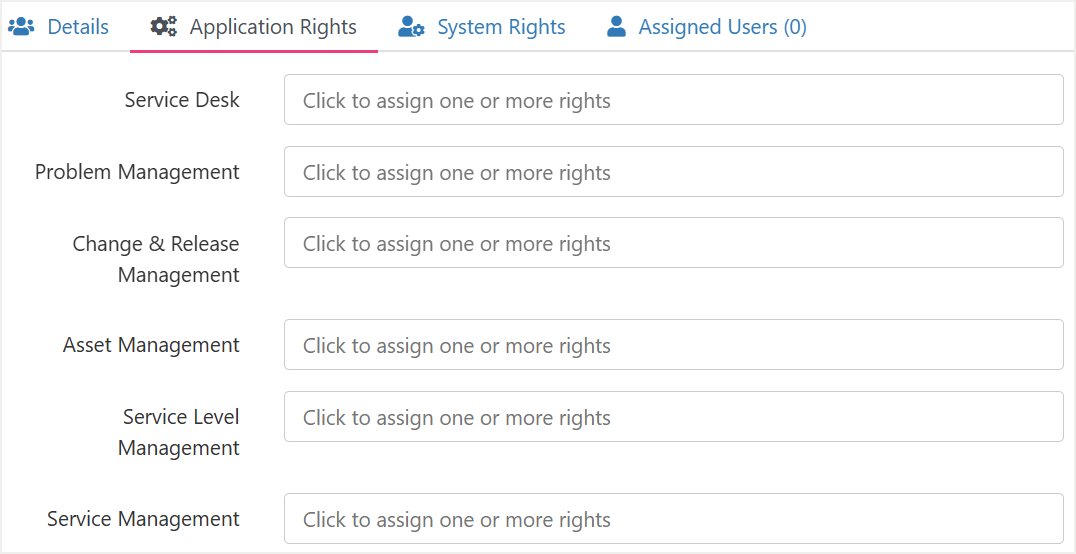 Details Application Rights System Rights Assigned Users (0)
Service Desk Click to assign one or more rights
Problem Management Click to assign one or more rights
Change & Release Click to assign one or more rights
Management
Asset Management Click to assign one or more rights
Service Level Click to assign one or more rights
Management
Service Management Click to assign one or more rights